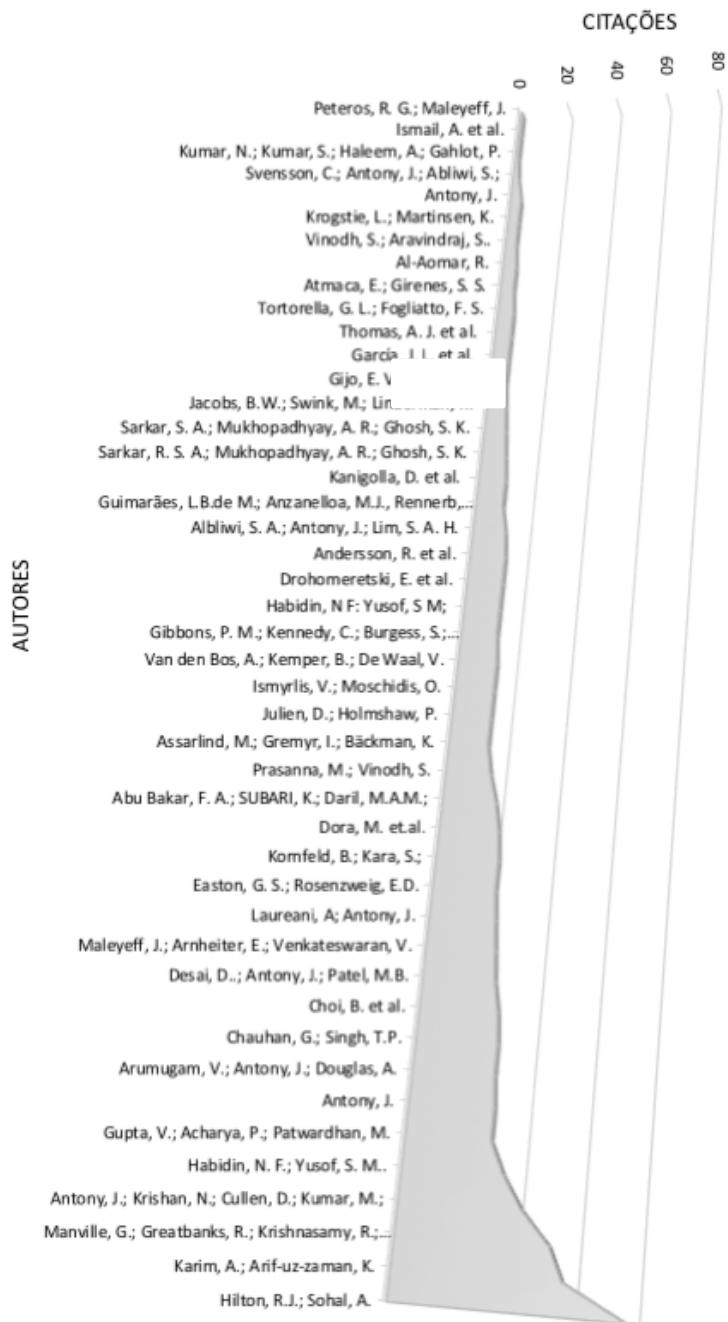 CITAÇÕES
0
20
40
60
80
AUTORES
Peteros, R. G.; Maleyeff, J.
Ismail, A. et al.
Kumar, N.; Kumar, S.; Haleem, A.; Gahlot, P.
Svensson, C.; Antony, J.; Abliwi, S.;
Antony, J.
Krogstie, L.; Martinsen, K.
Vinodh, S.; Aravindraj, S..
Al-Aomar, R.
Atmaca, E.; Girenes, S. S.
Tortorella, G. L.; Fogliatto, F. S.
Thomas, A. J. et al.
Garcia, J. L. et al.
Gijo, E.
Jacobs, B.W.; Swink, M.;
Sarkar, S. A.; Mukhopadhyay, A. R.; Ghosh, S. K.
Sarkar, R. S. A.; Mukhopadhyay, A. R.; Ghosh, S. K.
Kanigolla, D. et al.
Guimarães, L.B.de M.; Anzanelloa, M.J., Rennerb,...
Albliwi, S. A.; Antony, J.; Lim, S. A. H.
Andersson, R. et al.
Drohomeretski, E. et al.
Habidin, N F: Yusof, S M;
Gibbons, P. M.; Kennedy, C.; Burgess, S.;...
Van den Bos, A.; Kemper, B.; De Waal, V.
Ismyrlis, V.; Moschidis, O.
Julien, D.; Holmshaw, P.
Assarlind, M.; Gremyr, I.; Bäckman, K.
Prasanna, M.; Vinodh, S.
Abu Bakar, F. A.; SUBARI, K.; Daril, M.A.M.;
Dora, M. et.al.
Kornfeld, B.; Kara, S.;
Easton, G. S.; Rosenzweig, E.D.
Laureani, A; Antony, J.
Maleyeff, J.; Arnheiter, E.; Venkateswaran, V.
Desai, D..; Antony, J.; Patel, M.B.
Choi, B. et al.
Chauhan, G.; Singh, T.P.
Arumugam, V.; Antony, J.; Douglas, A.
Antony, J.
Gupta, V.; Acharya, P.; Patwardhan, M.
Habidin, N. F.; Yusof, S. M..
Antony, J.; Krishan, N.; Cullen, D.; Kumar, M.;
Manville, G.; Greatbanks, R.; Krishnasamy, R.;...
Karim, A.; Arif-uz-zaman, K.
Hilton, R.J.; Sohal, A.